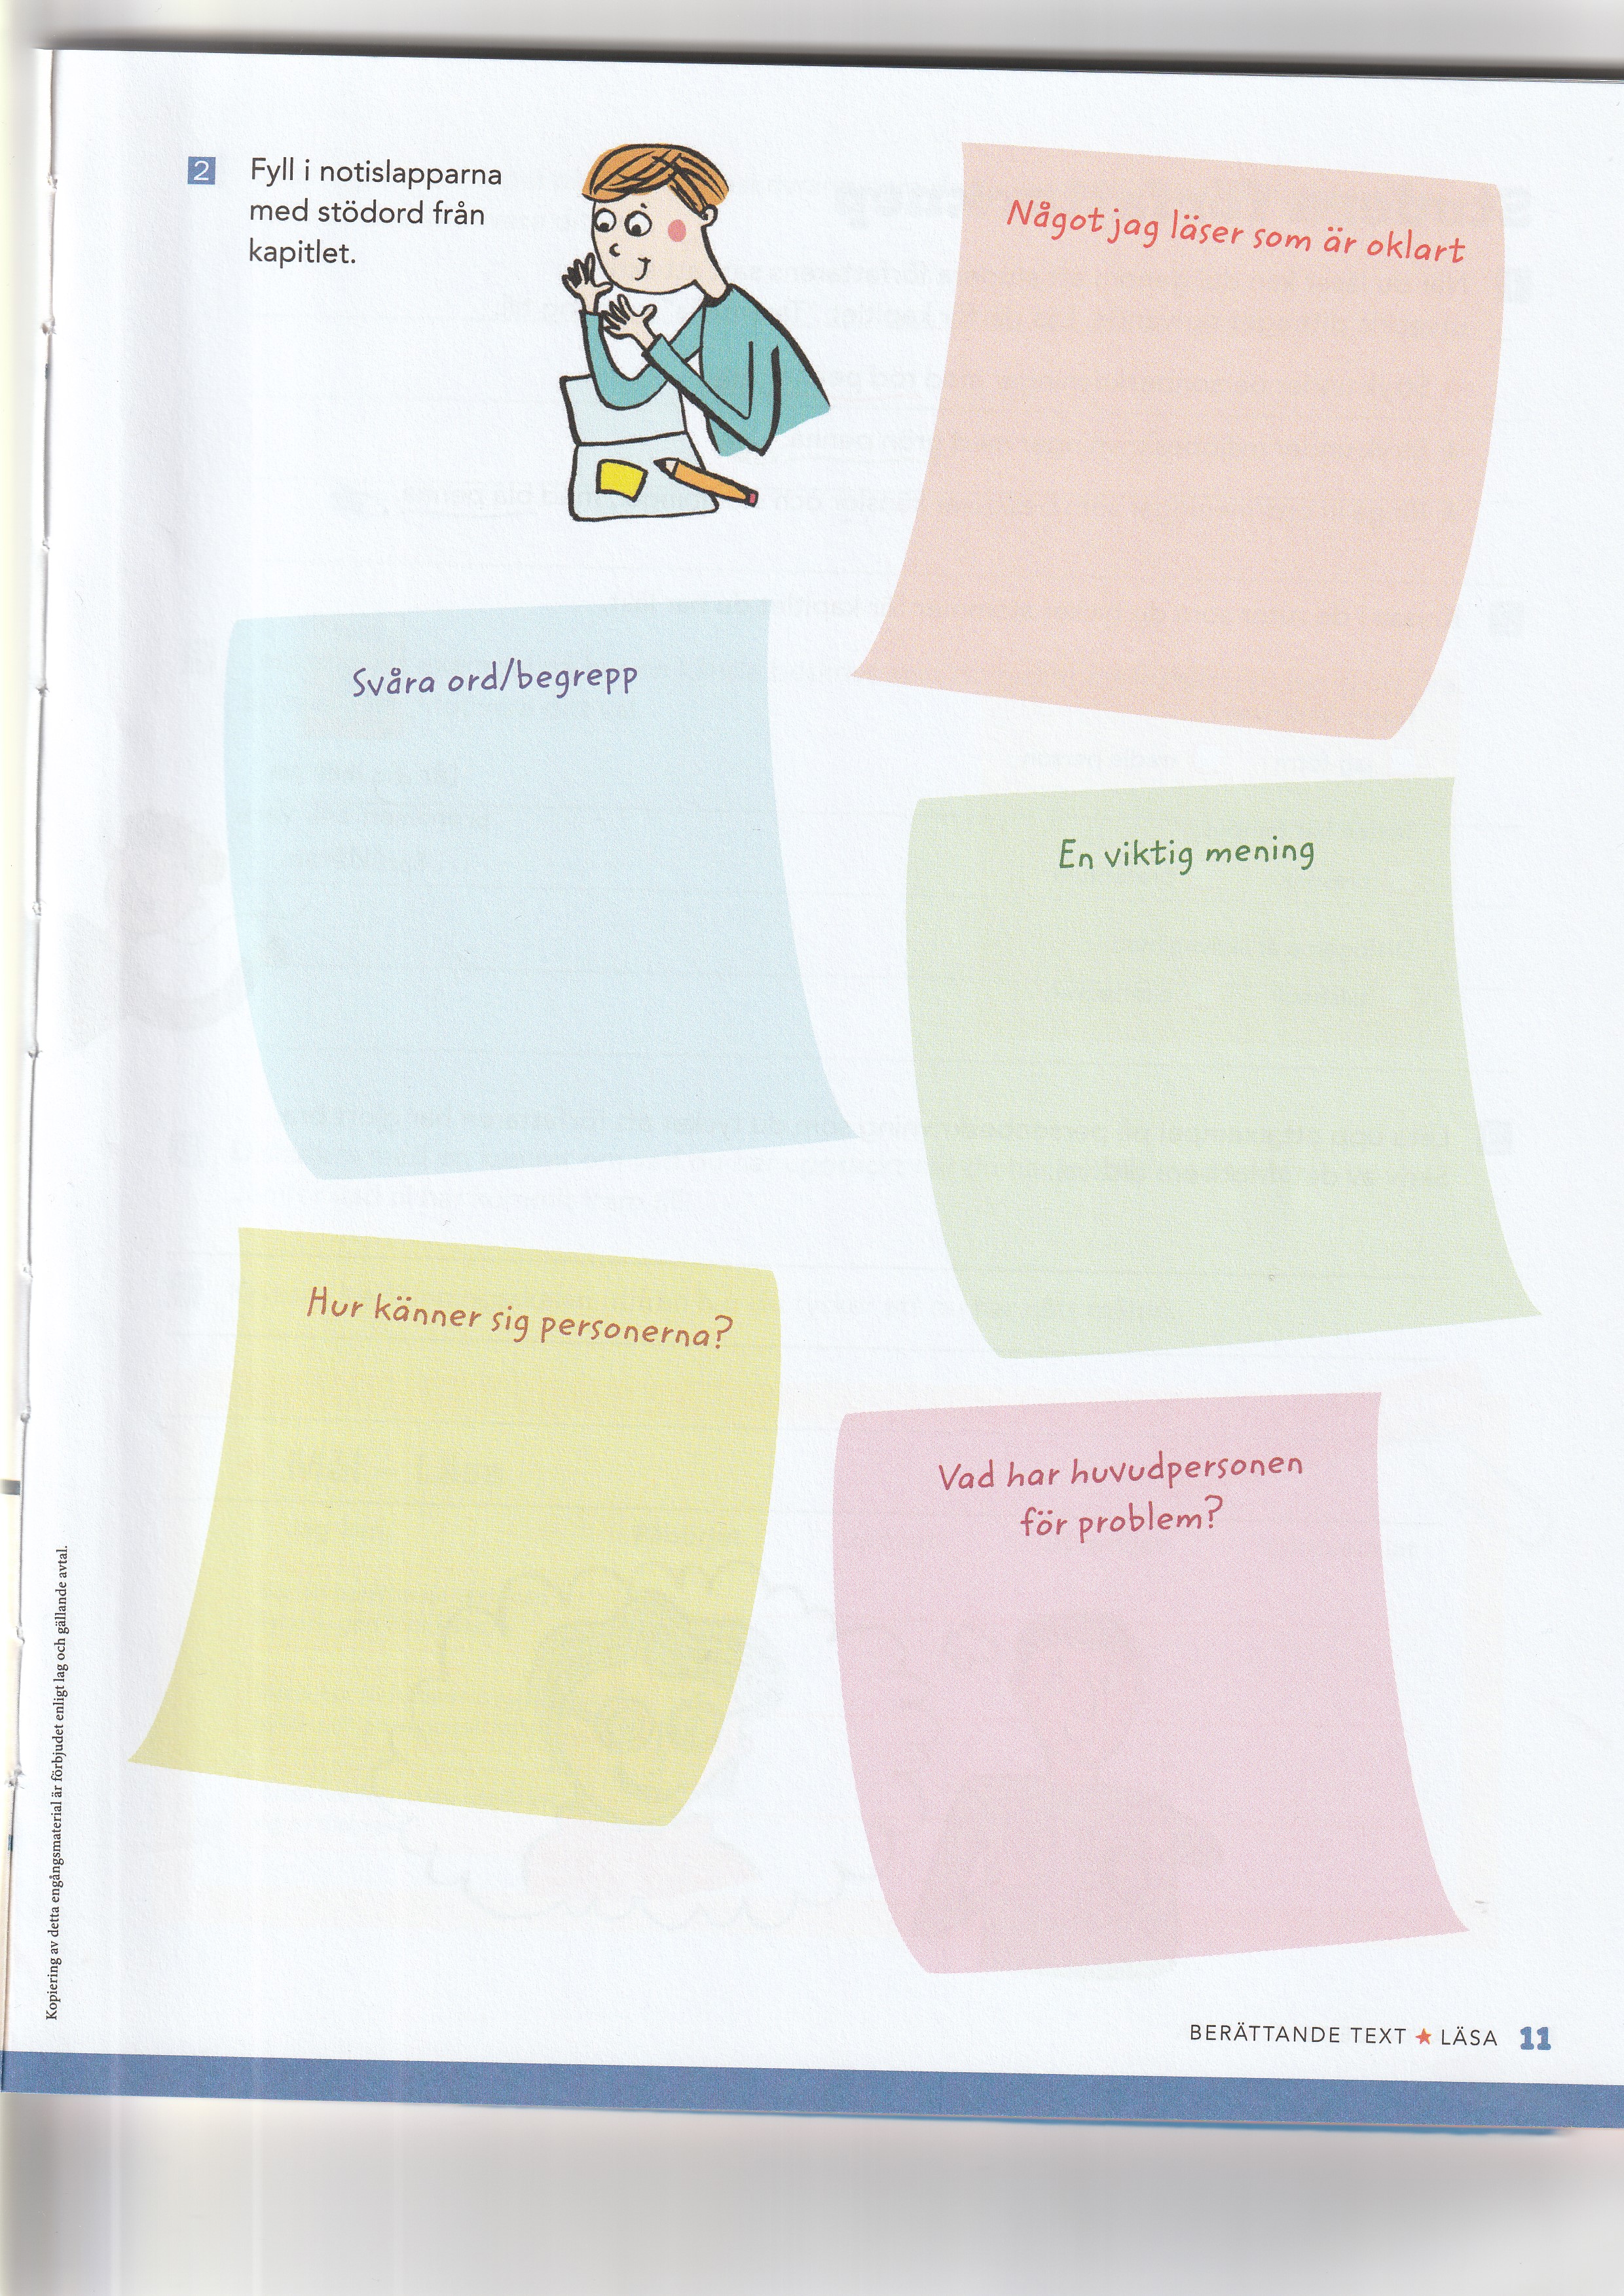 2 Fyll i notislapparna
med stödord från
kapitlet.
Något jag läser som är oklart
Svåra ord/begrepp
En viktig mening
Hur känner sig personerna?
Vad har huvudpersonen
för problem?
Kopiering av detta engångsmaterial är förbjudet enligt lag och gällande avtal.
BERÄTTANDE TEXT ★ LÄSA 11